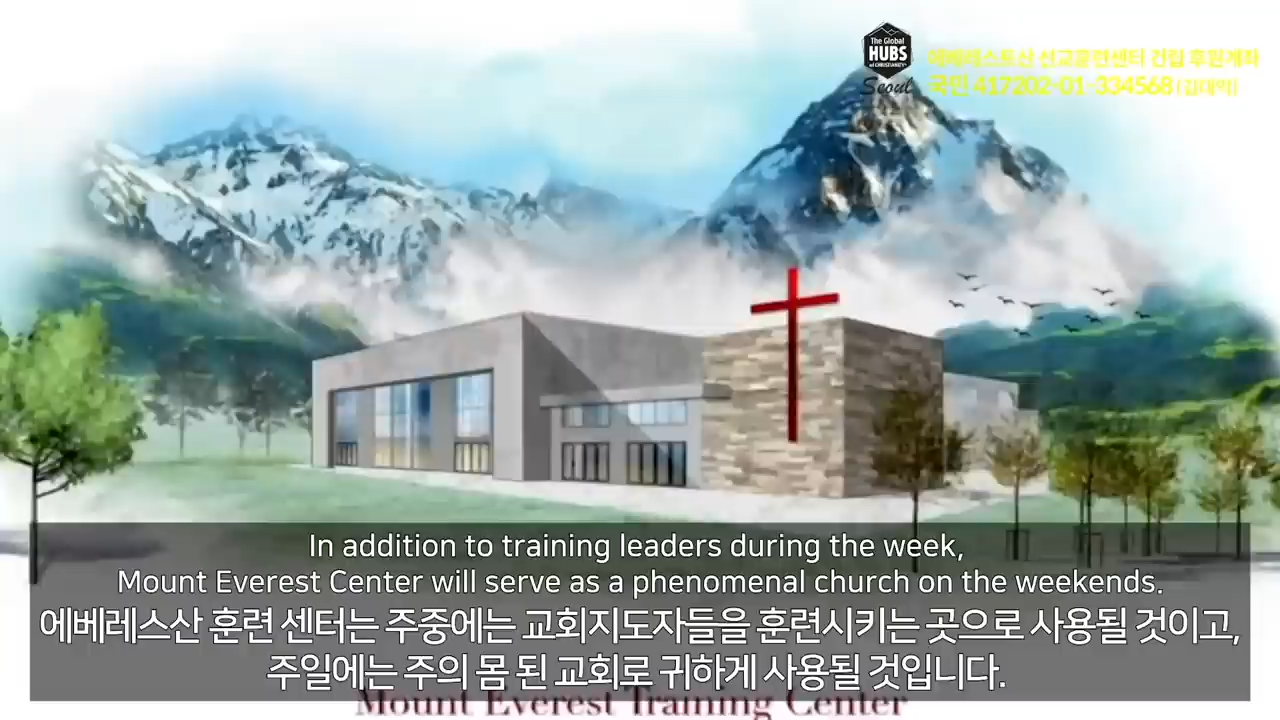 The Global
HUBS
of CHRISTIANITY
Seoul
에베레스트산 선교훈련센터 건립 후원계좌
국민 417202-01-334568 (김대역)
In addition to training leaders during the week,
Mount Everest Center will serve as a phenomenal church on the weekends.
에베레스산 훈련 센터는 주중에는 교회지도자들을 훈련시키는 곳으로 사용될 것이고,
주일에는 주의 몸 된 교회로 귀하게 사용될 것입니다.
Mount Everest Training Center